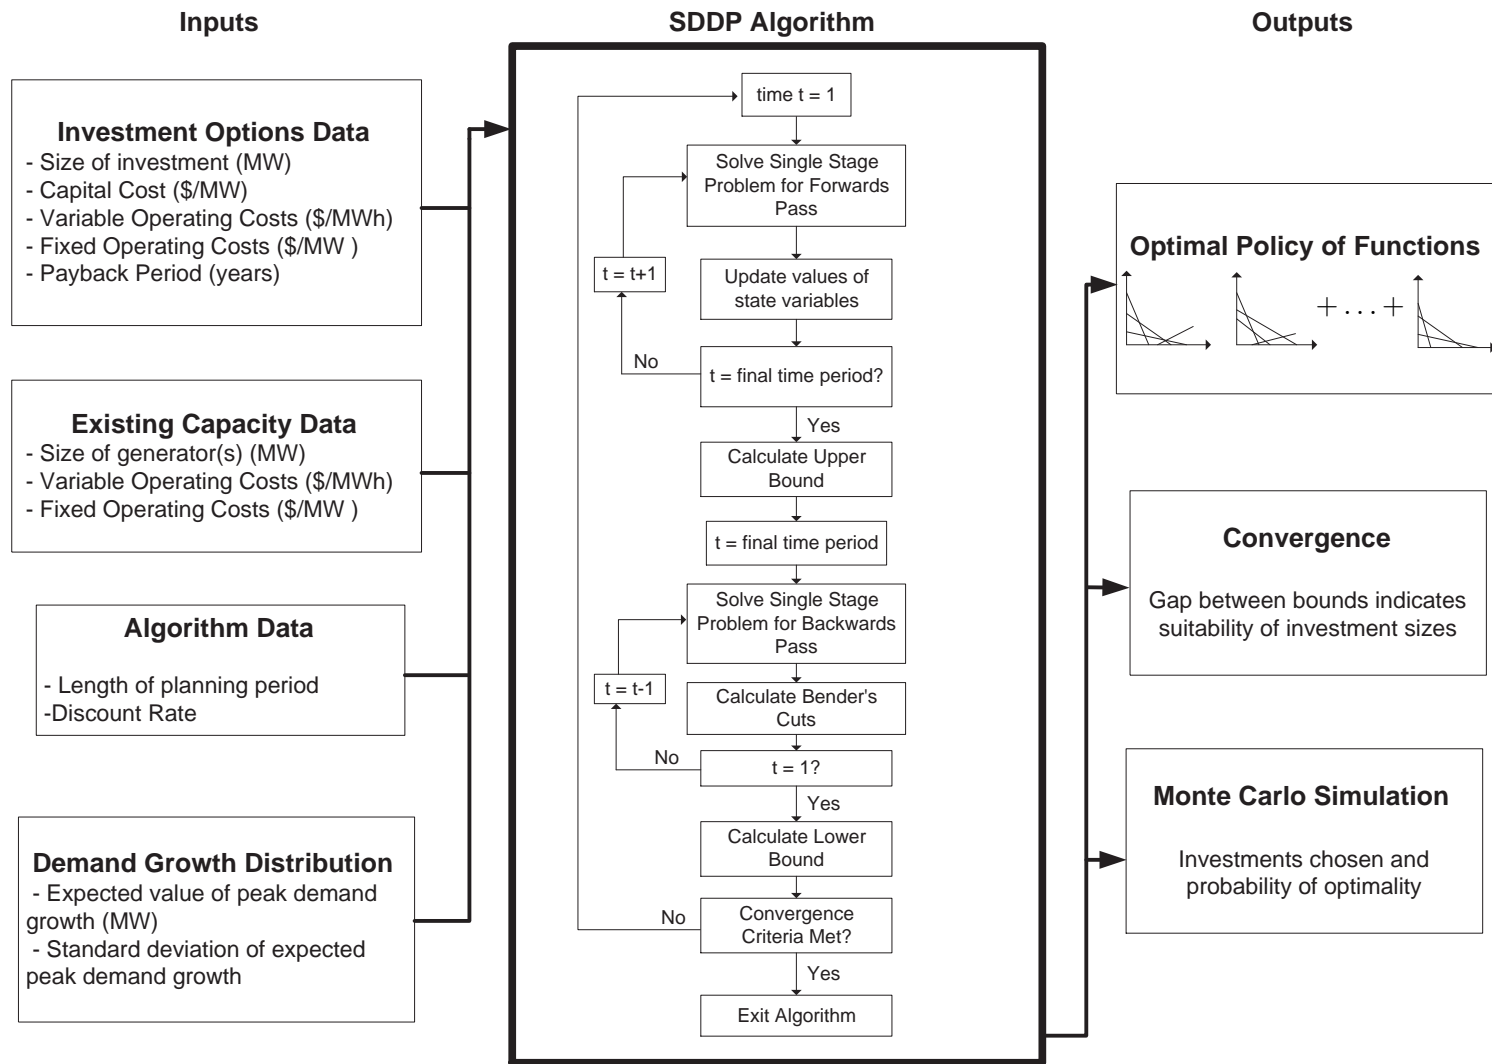 Inputs
Investment Options Data
- Size of investment (MW)
- Capital Cost ($/MW)
- Variable Operating Costs ($/MWh)
- Fixed Operating Costs ($/MW )
- Payback Period (years)
Existing Capacity Data
- Size of generator(s) (MW)
- Variable Operating Costs ($/MWh)
- Fixed Operating Costs ($/MW )
Algorithm Data
- Length of planning period
-Discount Rate
Demand Growth Distribution
- Expected value of peak demand
growth (MW)
- Standard deviation of expected
peak demand growth
SDDP Algorithm
time t = 1
Solve Single Stage
Problem for Forwards
Pass
t = t+1
Update values of
state variables
No
t = final time period?
Yes
Calculate Upper
Bound
t = final time period
Solve Single Stage
Problem for Backwards
Pass
t = t-1
Calculate Bender's
Cuts
No
t = 1?
Yes
Calculate Lower
Bound
No
Convergence
Criteria Met?
Yes
Exit Algorithm
Outputs
Optimal Policy of Functions
+ . . . +
Convergence
Gap between bounds indicates
suitability of investment sizes
Monte Carlo Simulation
Investments chosen and
probability of optimality